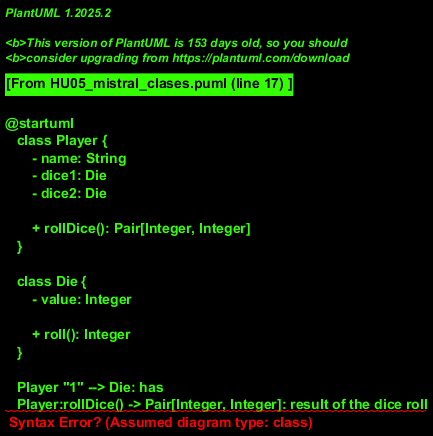 PlantUML 1.2025.2
<b>This version of PlantUML is 153 days old, so you should
<b>consider upgrading from https://plantuml.com/download
[From HU05_mistral_clases.puml (line 17) ]
@startuml
class Player {
- name: String
- dice1: Die
- dice2: Die
+ rollDice(): Pair[Integer, Integer]
}
class Die {
- value: Integer
+ roll(): Integer
}
Player "1" --> Die: has
Player:rollDice() -> Pair[Integer, Integer]: result of the dice roll
Syntax Error? (Assumed diagram type: class)